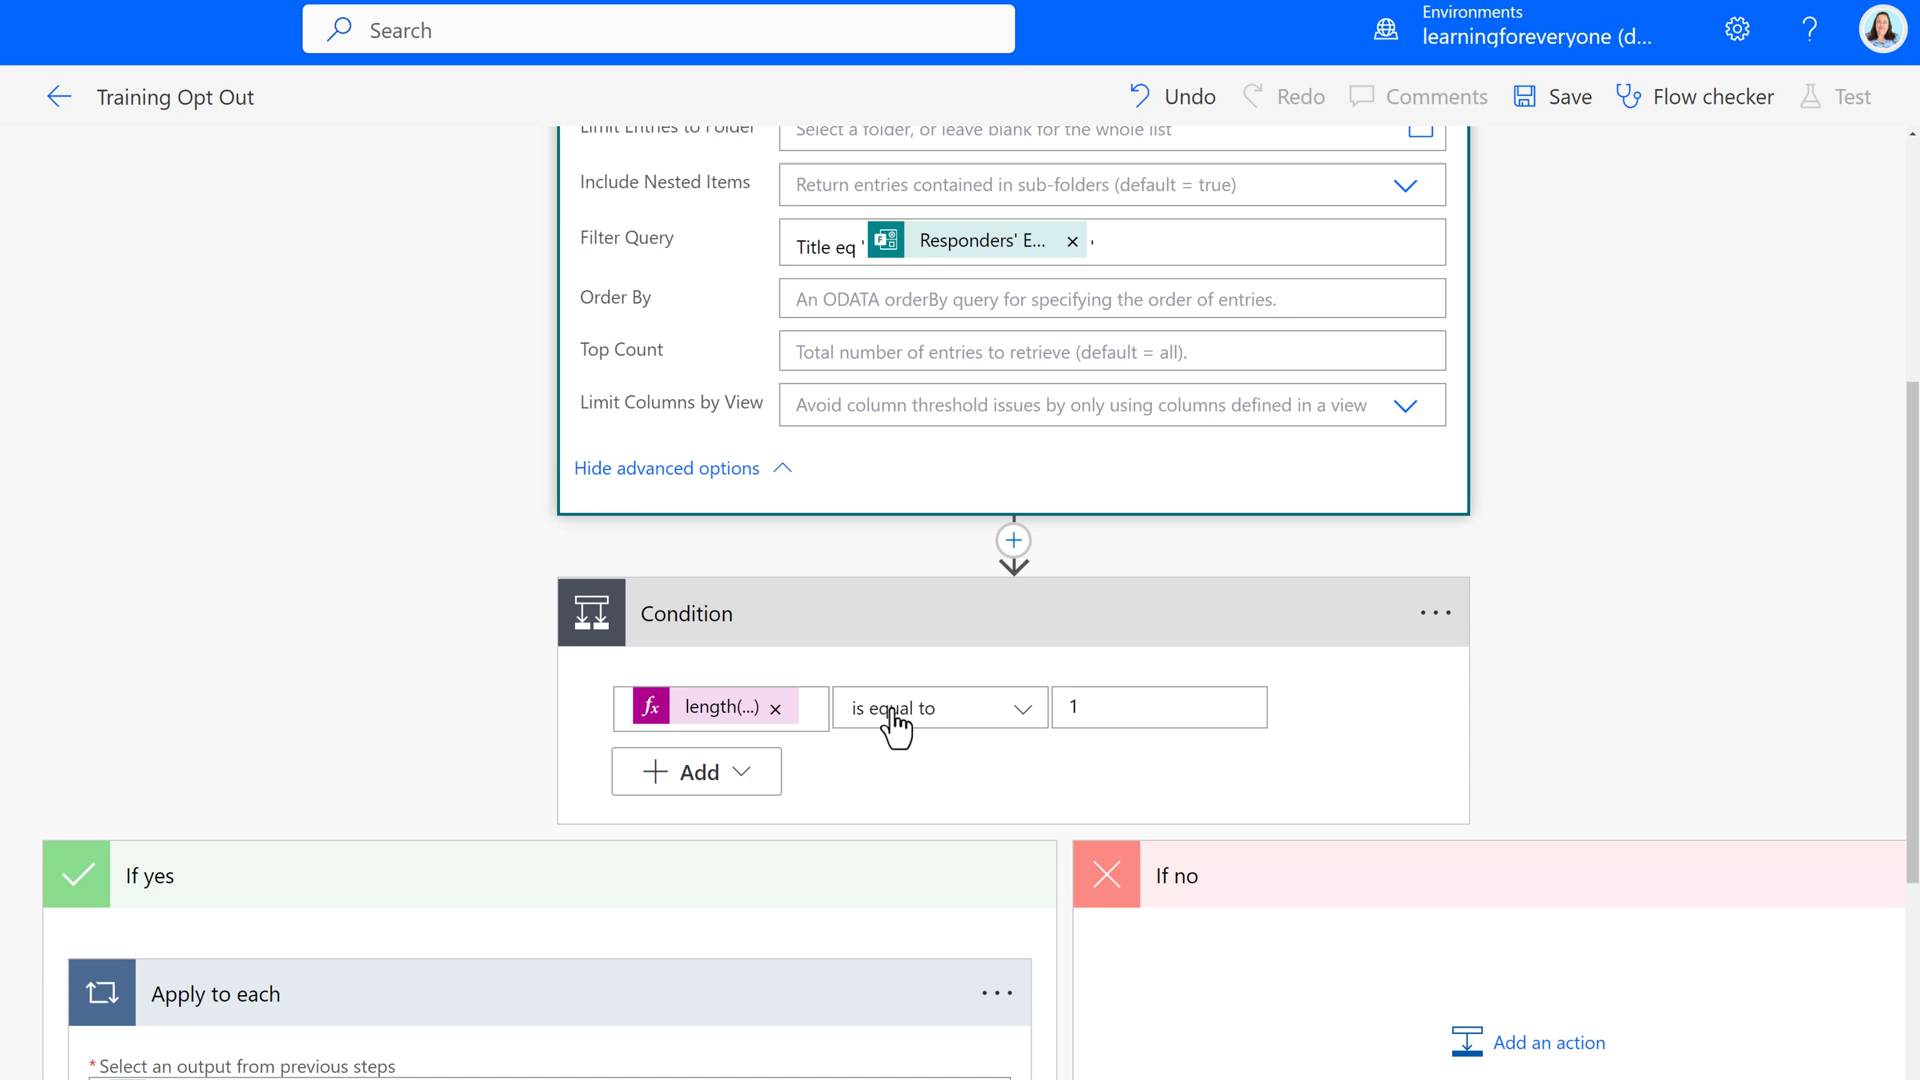 Search
Environments
learningforeveryone (d...
Training Opt Out
Undo
Redo
Comments
Save
Flow checker
Test
Limit Entries to Folder
Select a folder, or leave blank for the whole list
Include Nested Items
Return entries contained in sub-folders (default = true)
Filter Query
Title eq ' Responders' E... × '
Order By
An ODATA orderBy query for specifying the order of entries.
Top Count
Total number of entries to retrieve (default = all).
Limit Columns by View
Avoid column threshold issues by only using columns defined in a view
Hide advanced options
Condition
fx length(...) × is equal to 1
+ Add
If yes
If no
Apply to each
* Select an output from previous steps
Add an action